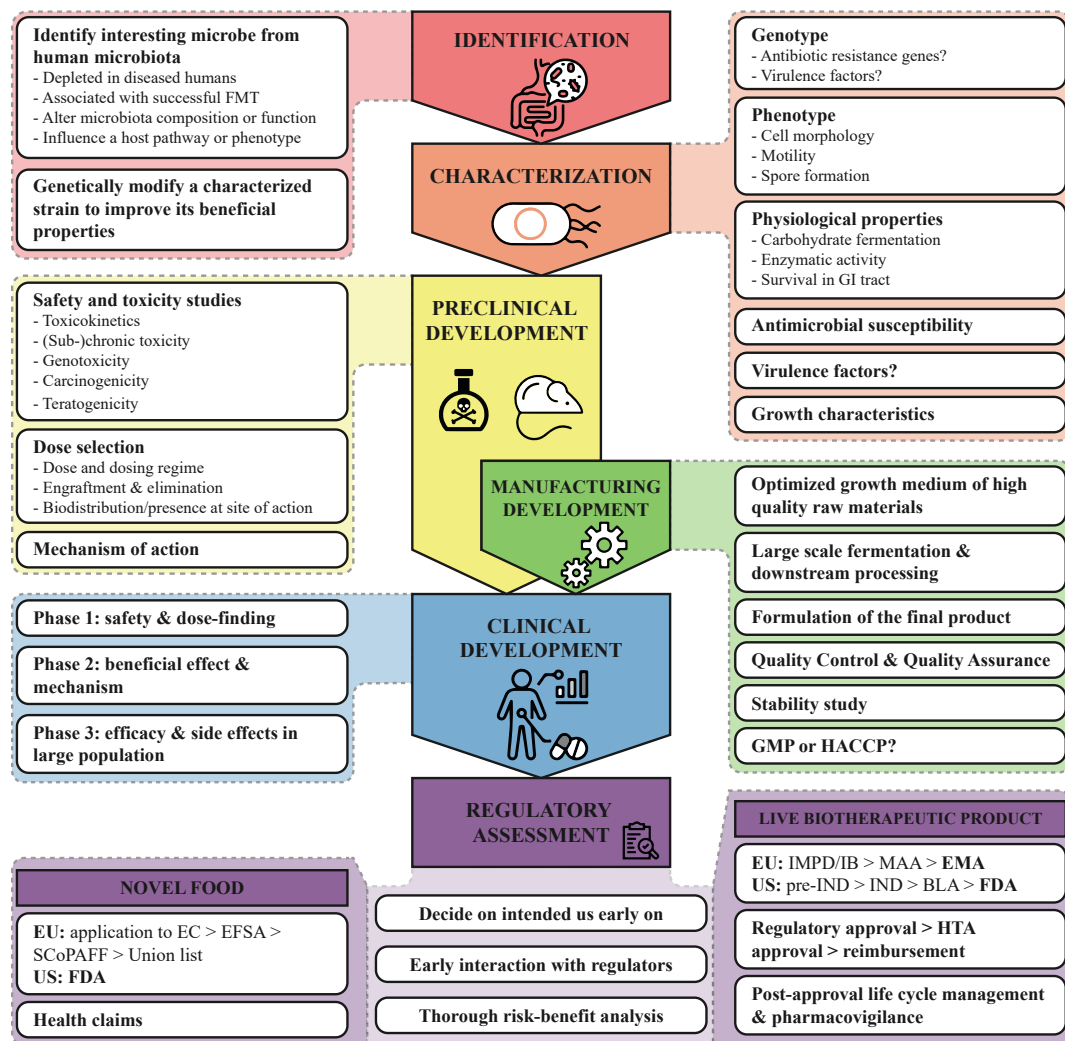 IDENTIFICATION
Identify interesting microbe from
human microbiota
- Depleted in diseased humans
- Associated with successful FMT
- Alter microbiota composition or function
- Influence a host pathway or phenotype
Genetically modify a characterized
strain to improve its beneficial
properties
CHARACTERIZATION
Genotype
- Antibiotic resistance genes?
- Virulence factors?
Phenotype
- Cell morphology
- Motility
- Spore formation
Physiological properties
- Carbohydrate fermentation
- Enzymatic activity
- Survival in GI tract
Antimicrobial susceptibility
Virulence factors?
Growth characteristics
PRECLINICAL
DEVELOPMENT
Safety and toxicity studies
- Toxicokinetics
- (Sub-)chronic toxicity
- Genotoxicity
- Carcinogenicity
- Teratogenicity
Dose selection
- Dose and dosing regime
- Engraftment & elimination
- Biodistribution/presence at site of action
Mechanism of action
MANUFACTURING
DEVELOPMENT
Optimized growth medium of high
quality raw materials
Large scale fermentation &
downstream processing
Formulation of the final product
Quality Control & Quality Assurance
Stability study
GMP or HACCP?
CLINICAL
DEVELOPMENT
Phase 1: safety & dose-finding
Phase 2: beneficial effect &
mechanism
Phase 3: efficacy & side effects in
large population
REGULATORY
ASSESSMENT
NOVEL FOOD
EU: application to EC > EFSA >
SCoPAFF > Union list
US: FDA
Health claims
Decide on intended us early on
Early interaction with regulators
Thorough risk-benefit analysis
LIVE BIOTHERAPEUTIC PRODUCT
EU: IMPD/IB > MAA > EMA
US: pre-IND > IND > BLA > FDA
Regulatory approval > HTA
approval > reimbursement
Post-approval life cycle management
& pharmacovigilance